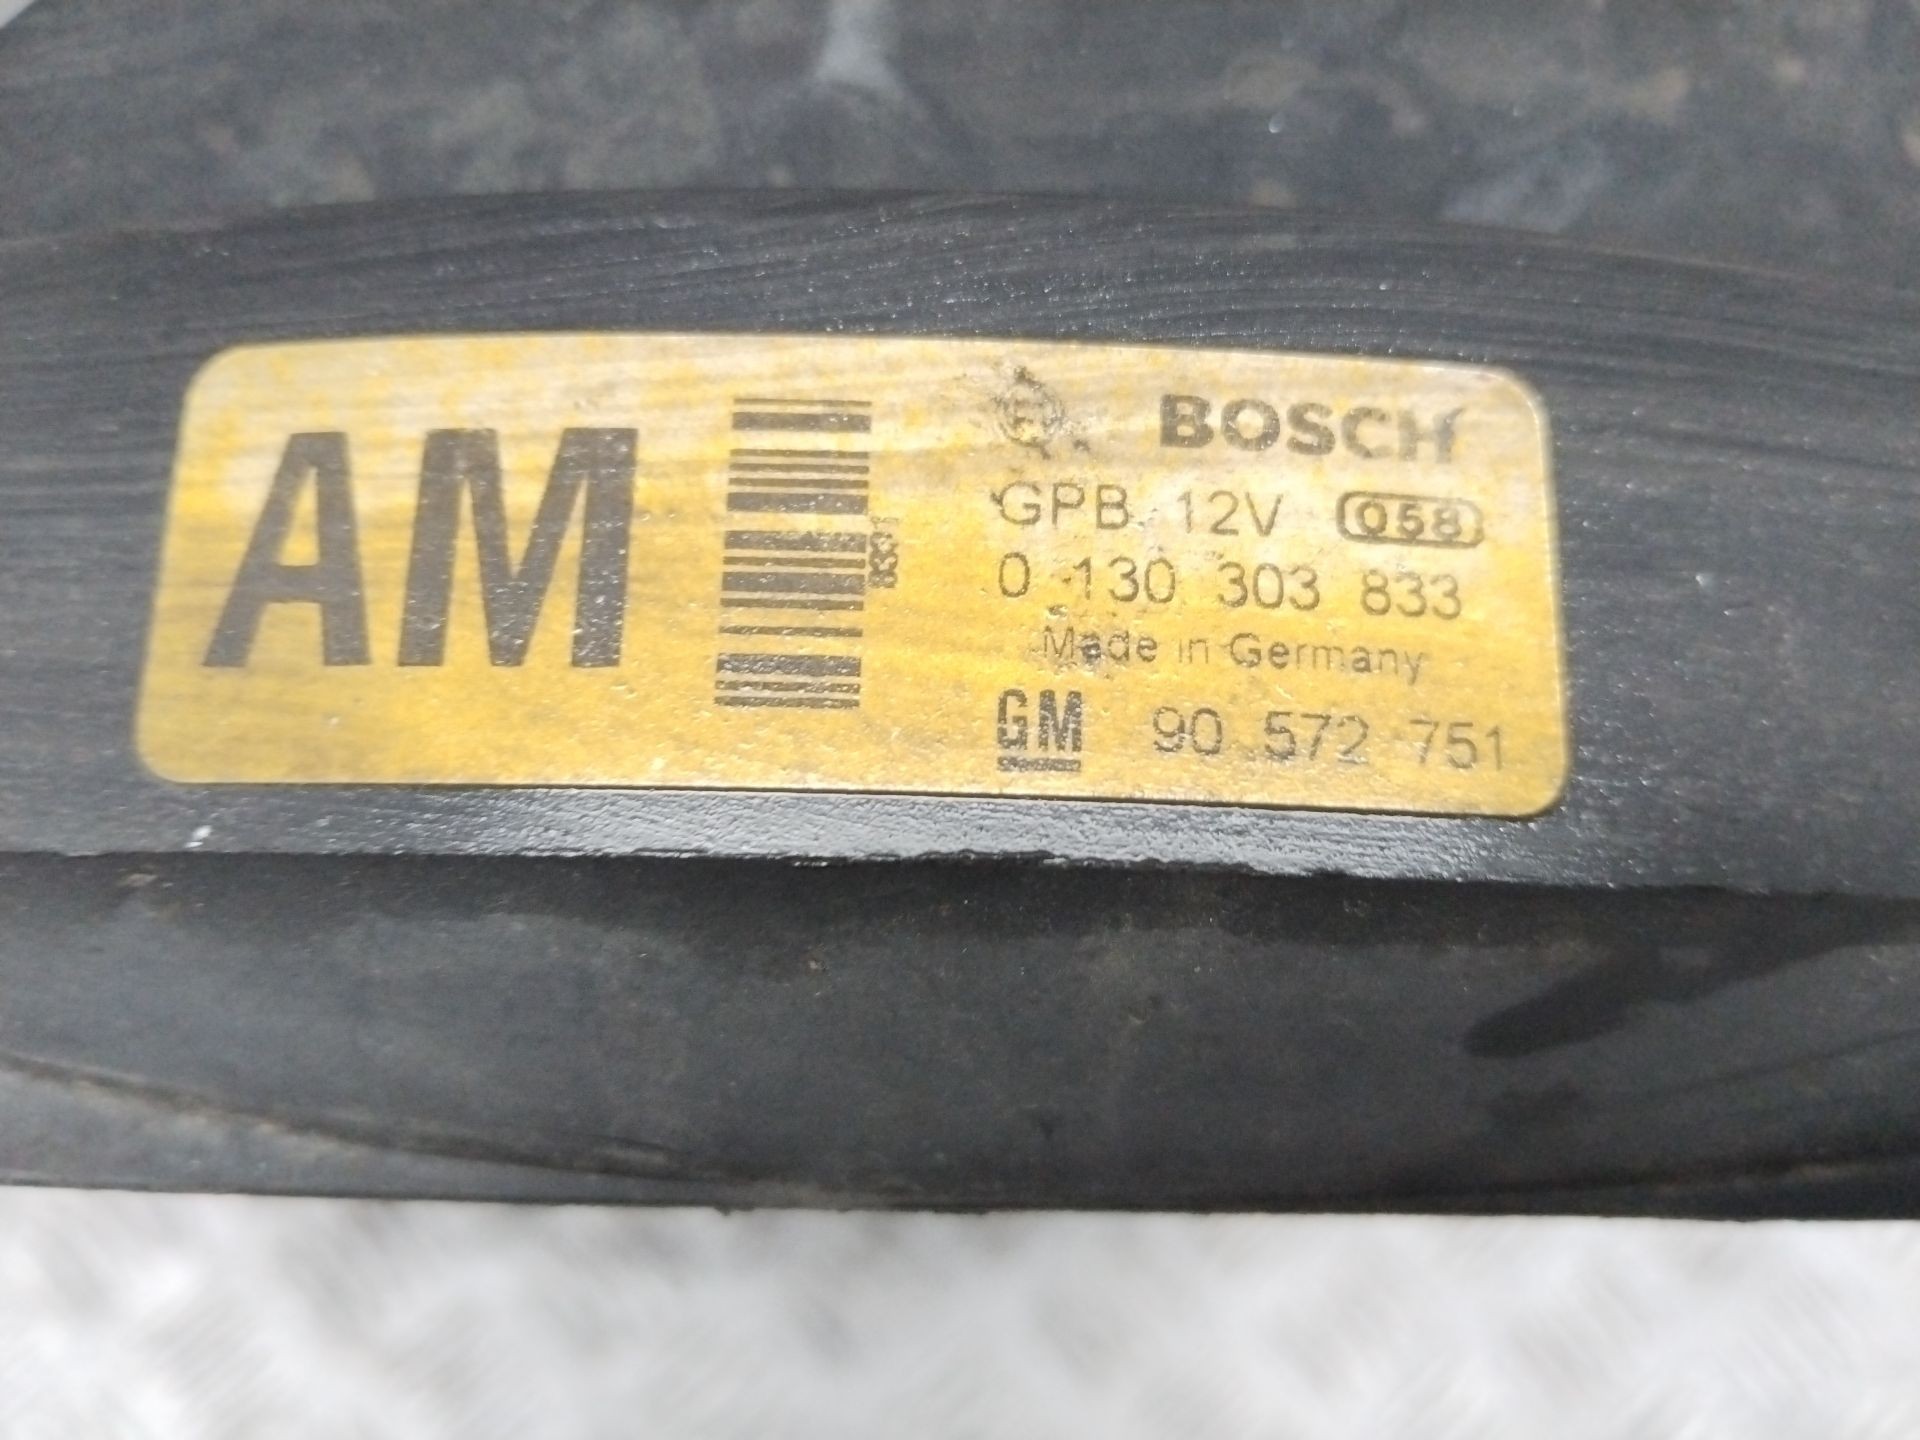 AM
BOSCH
GPB 12V 058
0 130 303 833
Made in Germany
GM 90 572 751